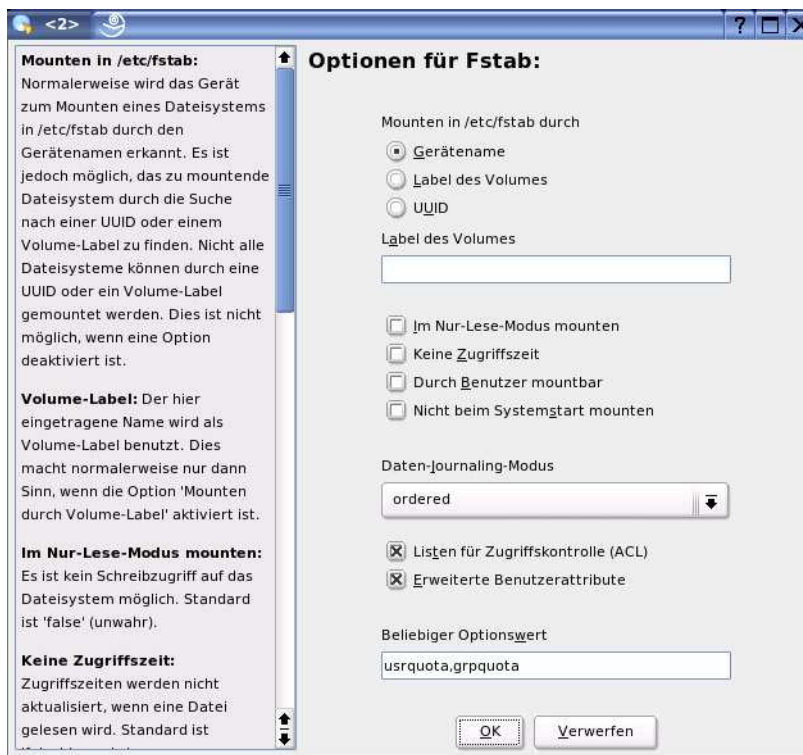 <2>
Mounten in /etc/fstab:
Normalerweise wird das Gerät
zum Mounten eines Dateisystems
in /etc/fstab durch den
Gerätenamen erkannt. Es ist
jedoch möglich, das zu mountende
Dateisystem durch die Suche
nach einer UUID oder einem
Volume-Label zu finden. Nicht alle
Dateisysteme können durch eine
UUID oder ein Volume-Label
gemountet werden. Dies ist nicht
möglich, wenn eine Option
deaktiviert ist.
Volume-Label: Der hier
eingetragene Name wird als
Volume-Label benutzt. Dies
macht normalerweise nur dann
Sinn, wenn die Option 'Mounten
durch Volume-Label' aktiviert ist.
Im Nur-Lese-Modus mounten:
Es ist kein Schreibzugriff auf das
Dateisystem möglich. Standard
ist 'false' (unwahr).
Keine Zugriffszeit:
Zugriffszeiten werden nicht
aktualisiert, wenn eine Datei
gelesen wird. Standard ist
Optionen für Fstab:
Mounten in /etc/fstab durch
Gerätename
Label des Volumes
UUID
Label des Volumes
Im Nur-Lese-Modus mounten
Keine Zugriffszeit
Durch Benutzer mountbar
Nicht beim Systemstart mounten
Daten-Journaling-Modus
ordered
Listen für Zugriffskontrolle (ACL)
Erweiterte Benutzerattribute
Beliebiger Optionswert
usrquota,grpquota
OK
Verwerfen